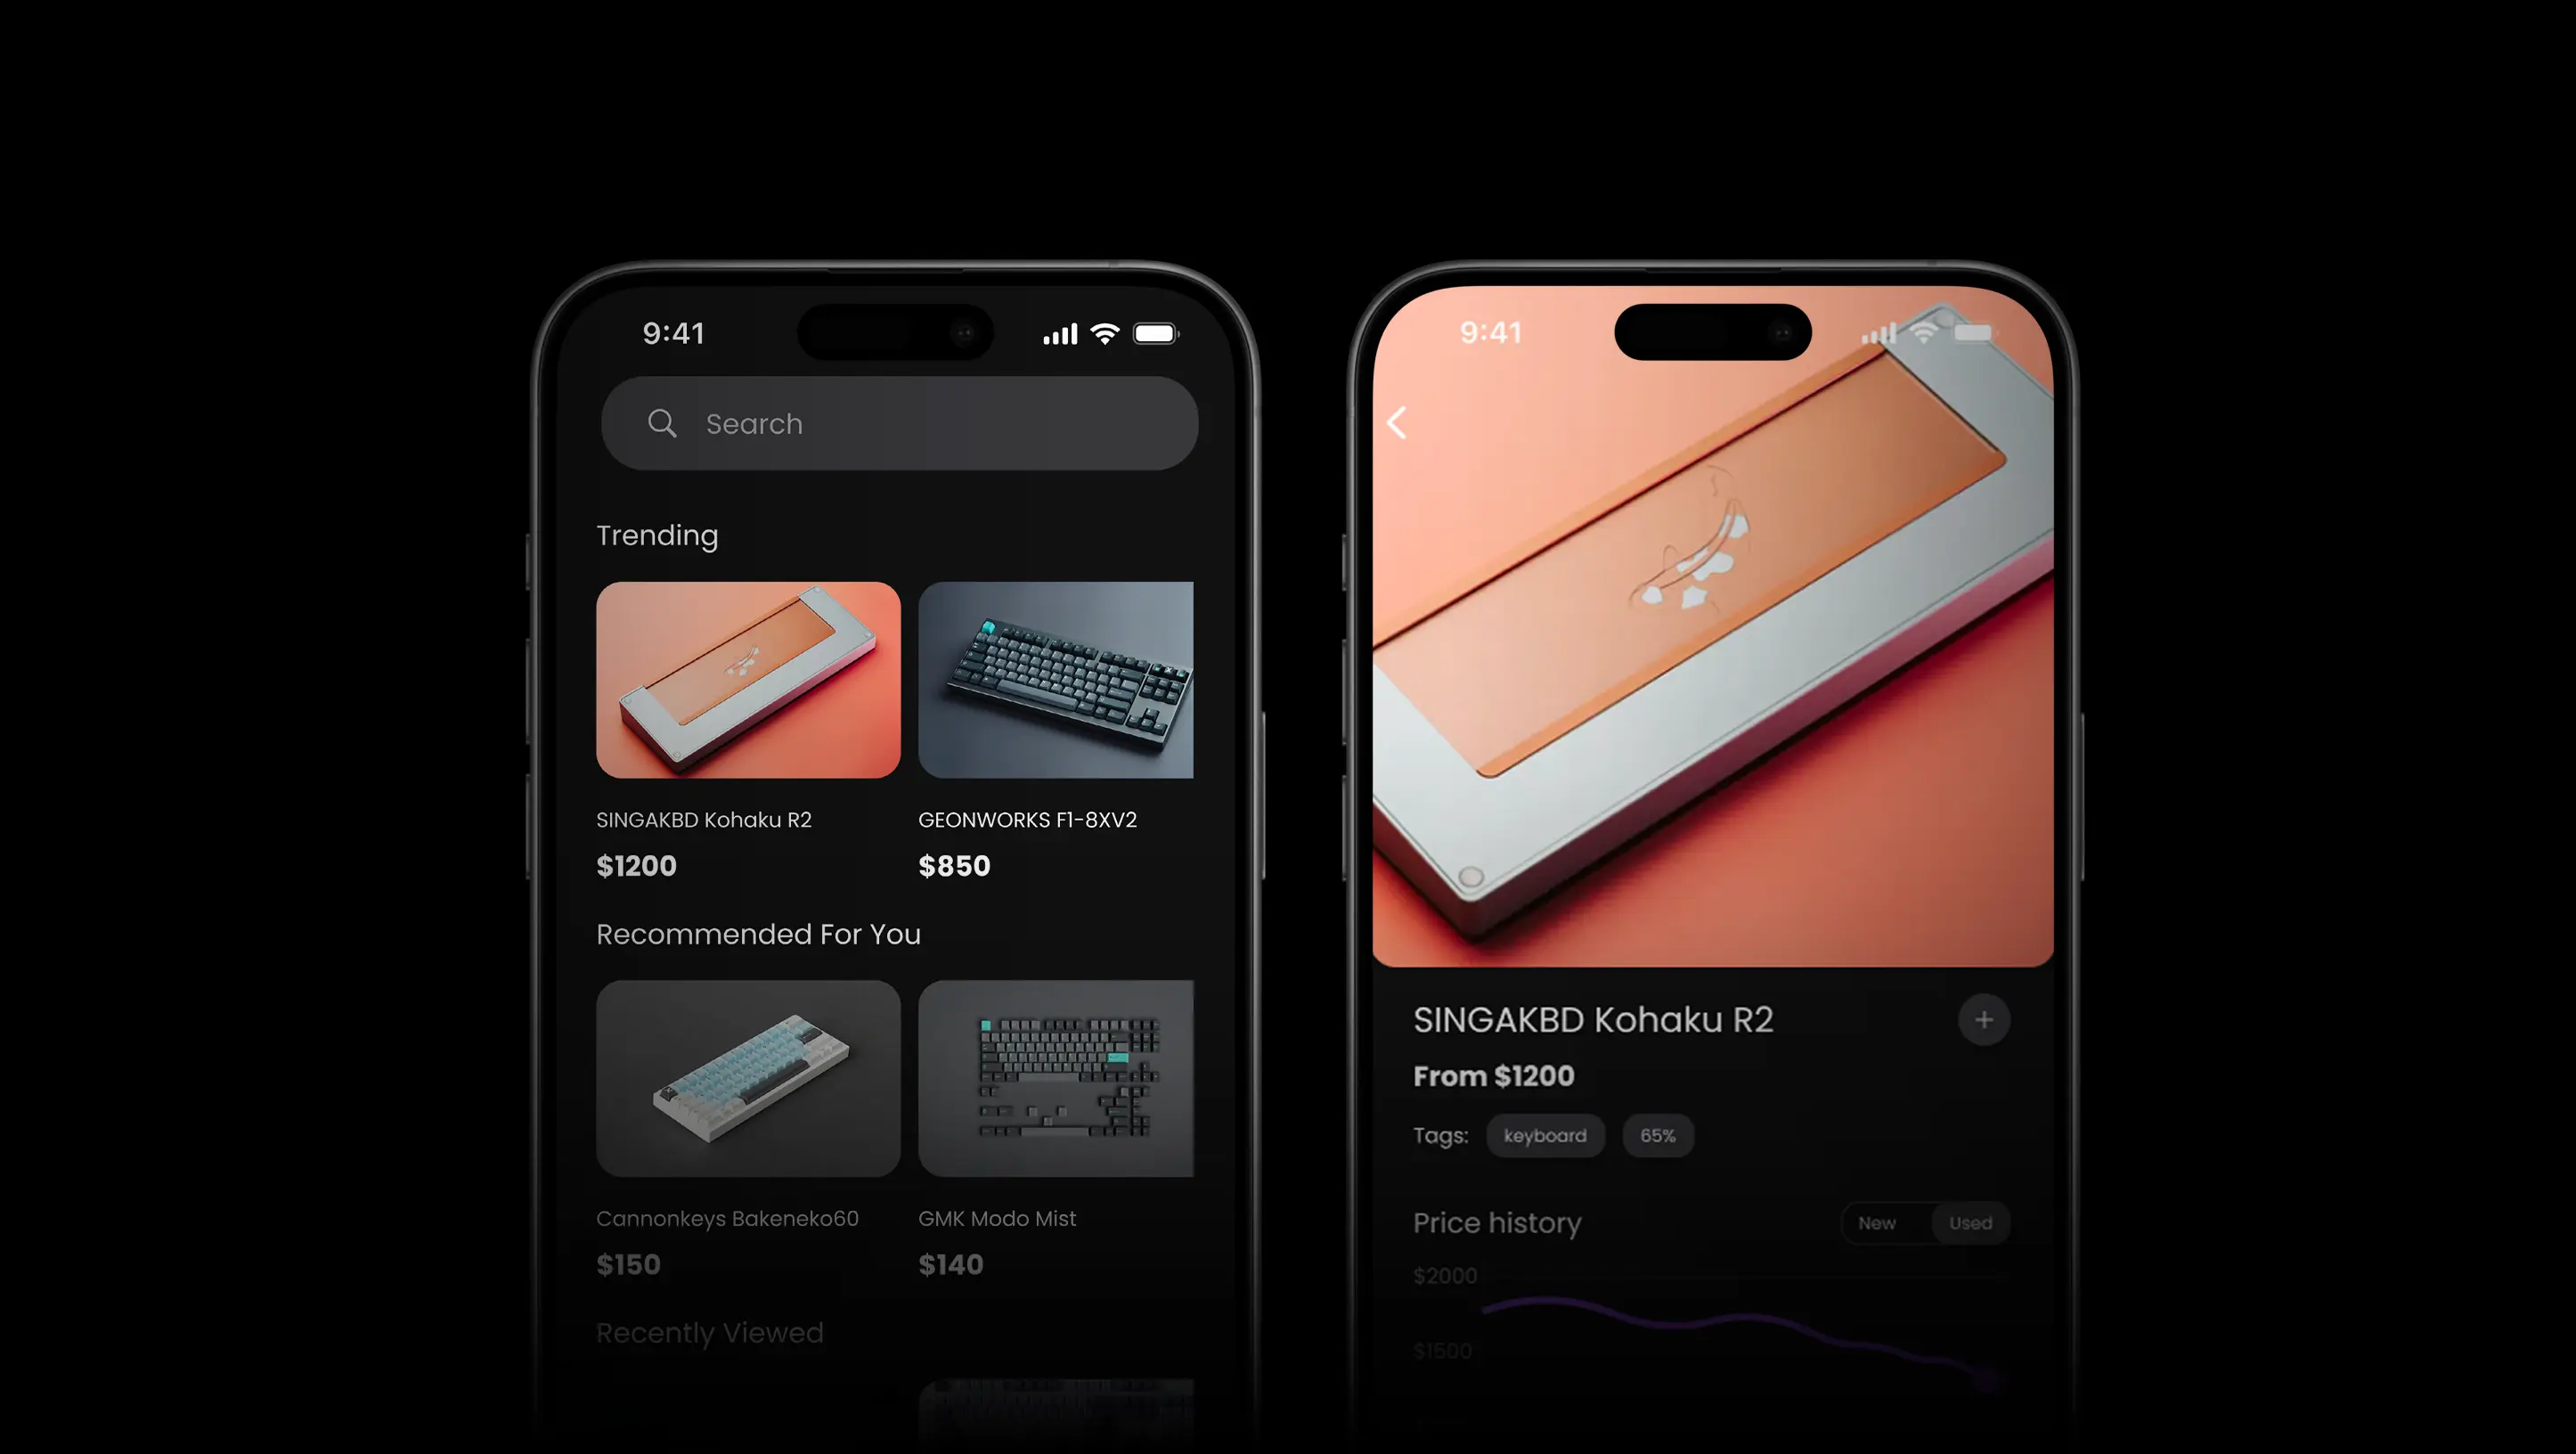 9:41
Search
Trending
SINGAKBD Kohaku R2
$1200
GEONWORKS F1-8XV2
$850
Recommended For You
Cannonkeys Bakeneko60
$150
GMK Modo Mist
$140
Recently Viewed
9:41
SINGAKBD Kohaku R2
From $1200
Tags: keyboard 65%
Price history
New Used
$2000
$1500